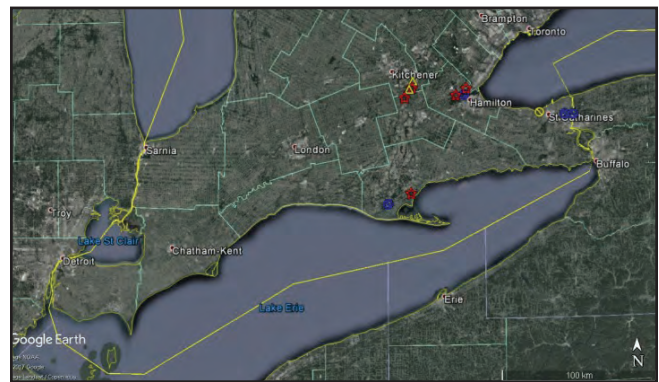 Brampton
Toronto
Kitchener
Hamilton
St Catharines
Sarnia
London
Buffalo
Troy
Lake St Clair
Chatham-Kent
Detroit
Erie
Lake Erie
Google Earth
N
100 km